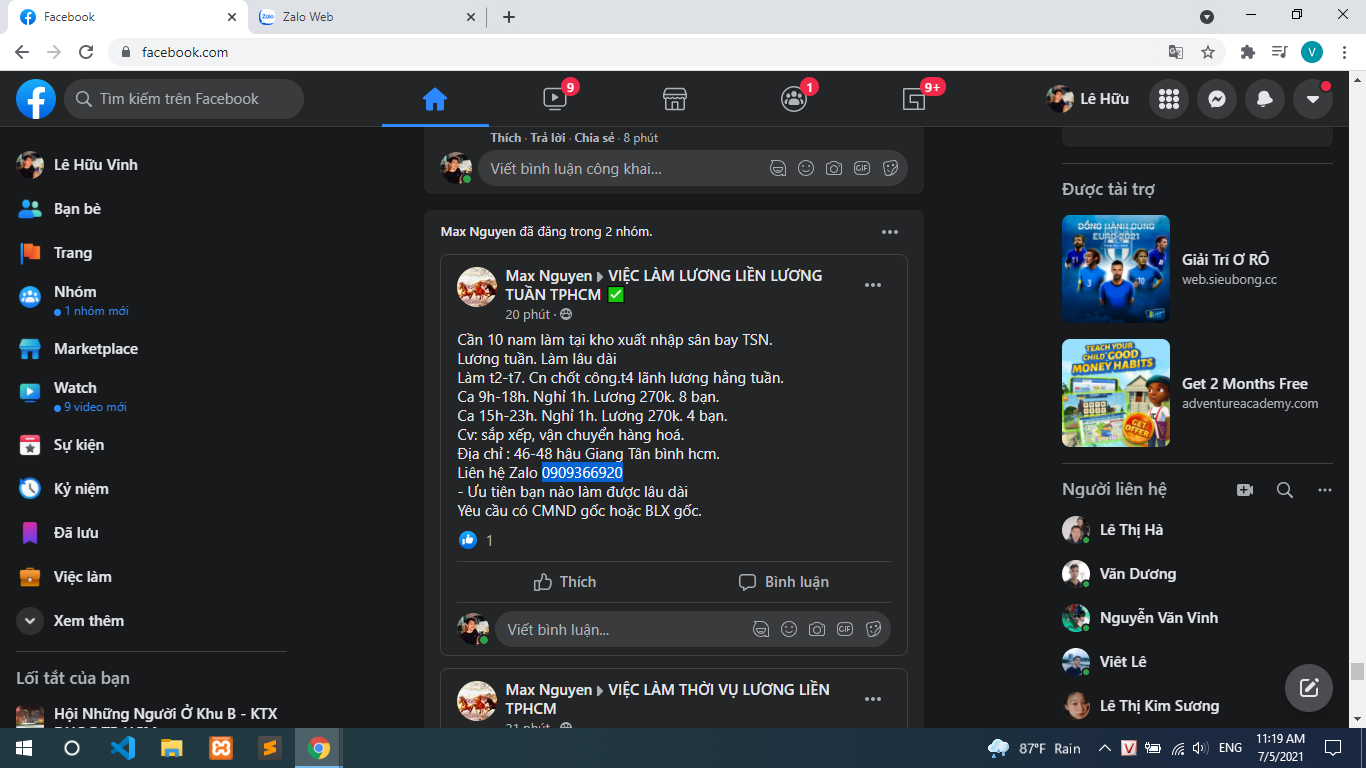 Facebook
Zalo Web
facebook.com
V
Tìm kiếm trên Facebook
9
1
9+
Lê Hữu
Lê Hữu Vinh
Bạn bè
Trang
Nhóm
1 nhóm mới
Marketplace
Watch
9 video mới
Sự kiện
Kỷ niệm
Đã lưu
Việc làm
Xem thêm
Lối tắt của bạn
Hội Những Người Ở Khu B - KTX
Thích · Trả lời · Chia sẻ · 8 phút
Viết bình luận công khai...
GIF
Max Nguyen đã đăng trong 2 nhóm.
Max Nguyen VIỆC LÀM LƯƠNG LIỀN LƯƠNG
TUẦN TPHCM ✅
20 phút ·
Cần 10 nam làm tại kho xuất nhập sân bay TSN.
Lương tuần. Làm lâu dài
Làm t2-t7. Cn chốt công.t4 lãnh lương hằng tuần.
Ca 9h-18h. Nghỉ 1h. Lương 270k. 8 bạn.
Ca 15h-23h. Nghỉ 1h. Lương 270k. 4 bạn.
Cv: sắp xếp, vận chuyển hàng hoá.
Địa chỉ : 46-48 hậu Giang Tân bình hcm.
Liên hệ Zalo 0909366920
- Ưu tiên bạn nào làm được lâu dài
Yêu cầu có CMND gốc hoặc BLX gốc.
1
Thích
Bình luận
Viết bình luận...
GIF
Max Nguyen VIỆC LÀM THỜI VỤ LƯƠNG LIỀN
TPHCM
21 phút ·
Được tài trợ
ĐỒNG HÀNH CÙNG
EURO 2021
Giải Trí Ơ RÔ
web.sieubong.cc
TEACH YOUR
CHILD GOOD
MONEY HABITS
GET
OFFER
Get 2 Months Free
adventureacademy.com
Người liên hệ
Lê Thị Hà
Văn Dương
Nguyễn Văn Vinh
Viêt Lê
Lê Thị Kim Sương
87°F Rain
V
ENG
11:19 AM
7/5/2021